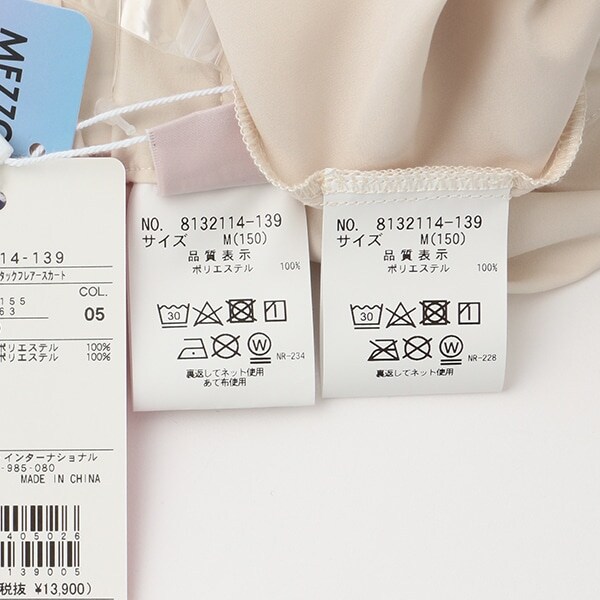 MEZZO
14-139
タックフレアースカート
155
63
COL.
05
ポリエステル 100%
ポリエステル 100%
インターナショナル
-985-080
MADE IN CHINA
405026
139005
税抜 ¥13,900)
NO. 8132114-139
サイズ M(150)
品質表示
ポリエステル 100%
30
1
W
NR-234
裏返してネット使用
あて布使用
NO. 8132114-139
サイズ M(150)
品質表示
ポリエステル 100%
30
1
W
NR-228
裏返してネット使用